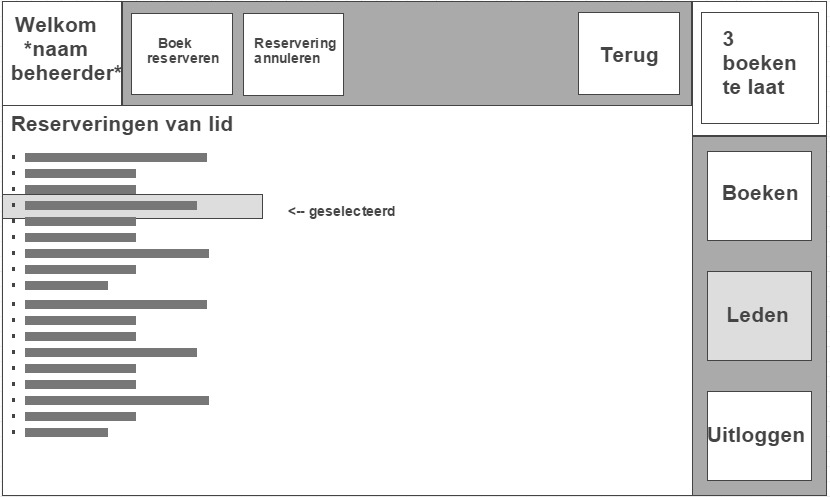 Welkom
*naam
beheerder*
Boek
reserveren
Reservering
annuleren
Terug
3
boeken
te laat
Reserveringen van lid
<-- geselecteerd
Boeken
Leden
Uitloggen